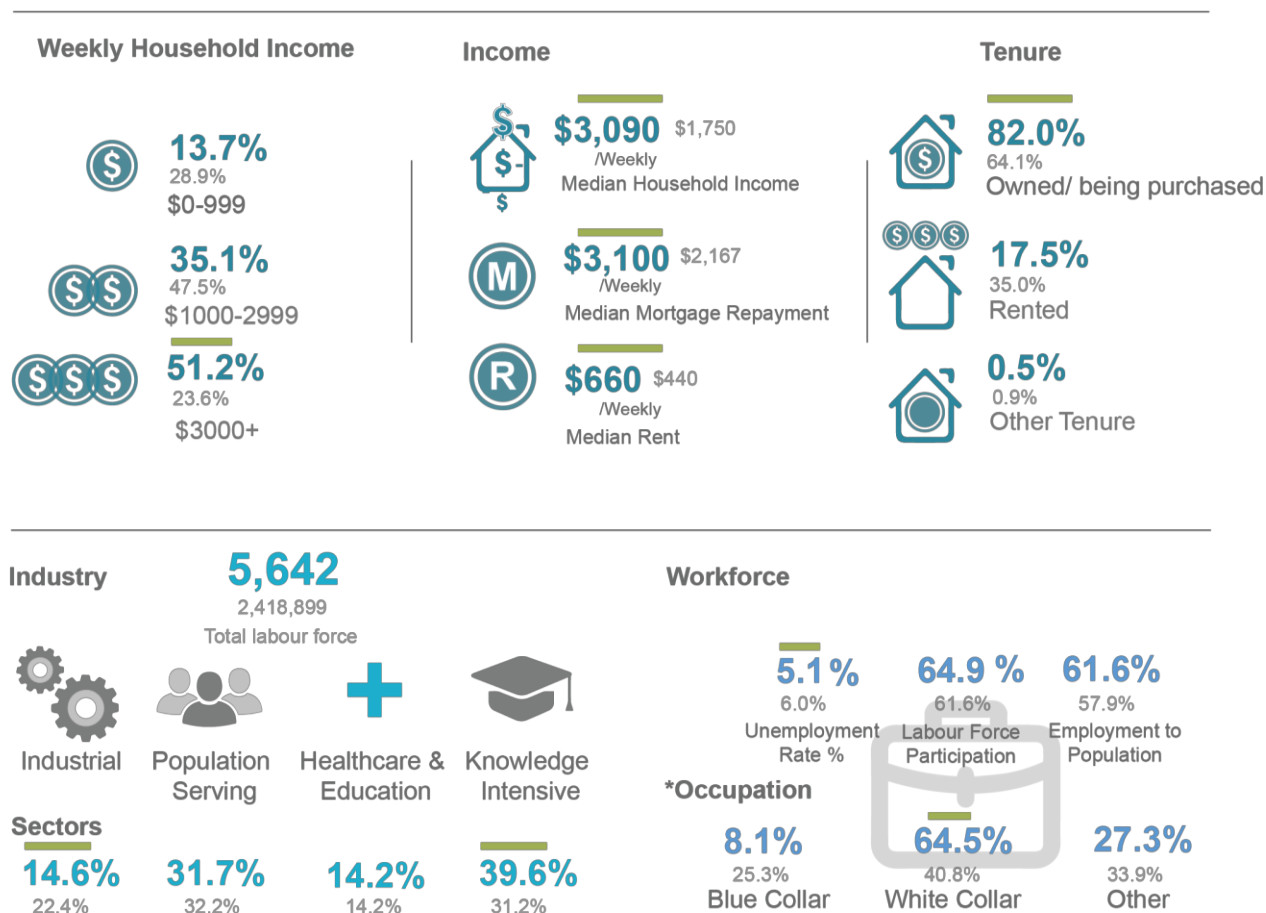 Weekly Household Income
$
13.7%
28.9%
$0-999
$ $
35.1%
47.5%
$1000-2999
$ $ $
51.2%
23.6%
$3000+
Income
$
$-
$
$3,090 $1,750
/Weekly
Median Household Income
M
$3,100 $2,167
/Weekly
Median Mortgage Repayment
R
$660 $440
/Weekly
Median Rent
Tenure
$
82.0%
64.1%
Owned/ being purchased
$ $ $
17.5%
35.0%
Rented
0.5%
0.9%
Other Tenure
Industry
5,642
2,418,899
Total labour force
Industrial
Population
Serving
Healthcare &
Education
Knowledge
Intensive
Sectors
14.6% 31.7% 14.2% 39.6%
22.4% 32.2% 14.2% 31.2%
Workforce
5.1%
6.0%
Unemployment
Rate %
64.9 %
61.6%
Labour Force
Participation
61.6%
57.9%
Employment to
Population
*Occupation
8.1%
25.3%
Blue Collar
64.5%
40.8%
White Collar
27.3%
33.9%
Other